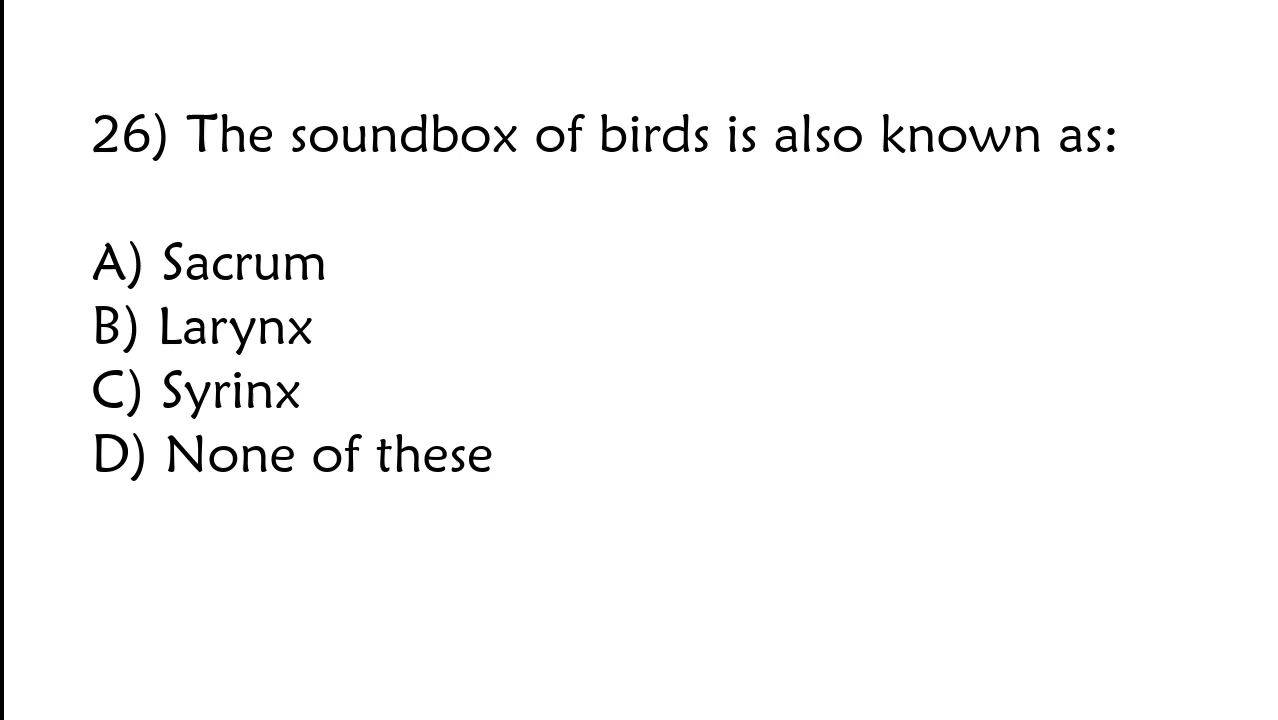 26) The soundbox of birds is also known as:
A) Sacrum
B) Larynx
C) Syrinx
D) None of these